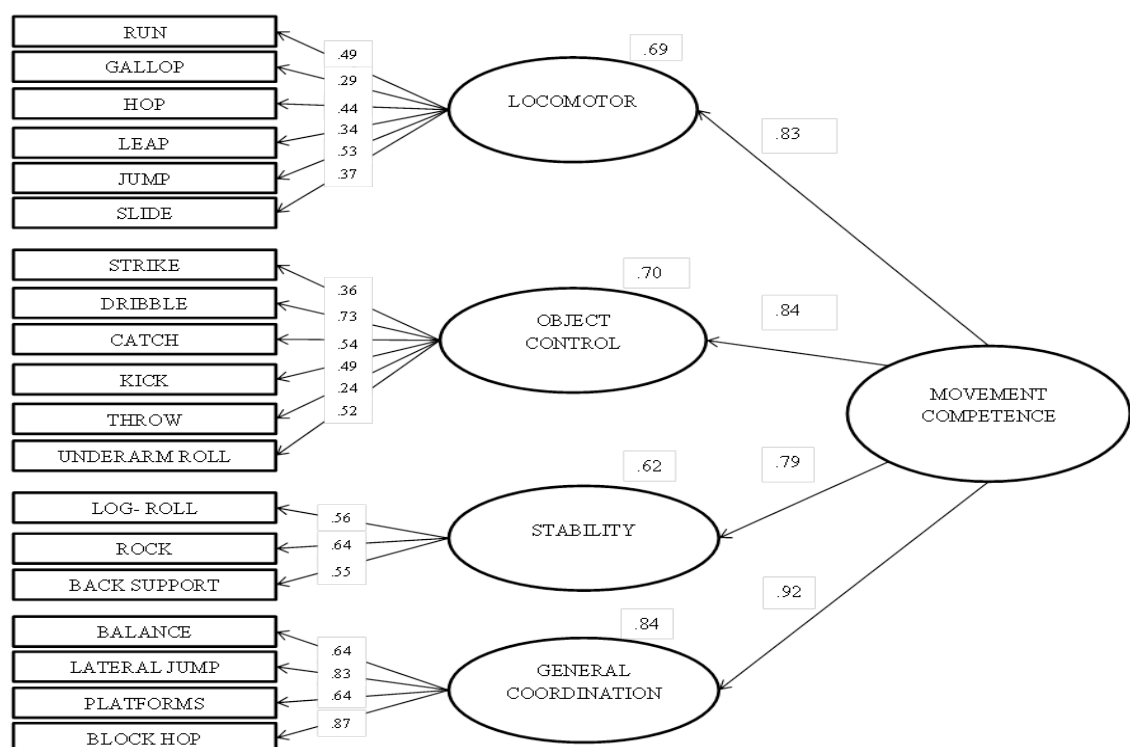 RUN
GALLOP
HOP
LEAP
JUMP
SLIDE
.49
.29
.44
.34
.53
.37
.69
LOCOMOTOR
.83
STRIKE
DRIBBLE
CATCH
KICK
THROW
UNDERARM ROLL
.36
.73
.54
.49
.24
.52
.70
OBJECT
CONTROL
.84
MOVEMENT
COMPETENCE
LOG- ROLL
ROCK
BACK SUPPORT
.56
.64
.55
.62
STABILITY
.79
BALANCE
LATERAL JUMP
PLATFORMS
BLOCK HOP
.64
.83
.64
.87
.84
GENERAL
COORDINATION
.92